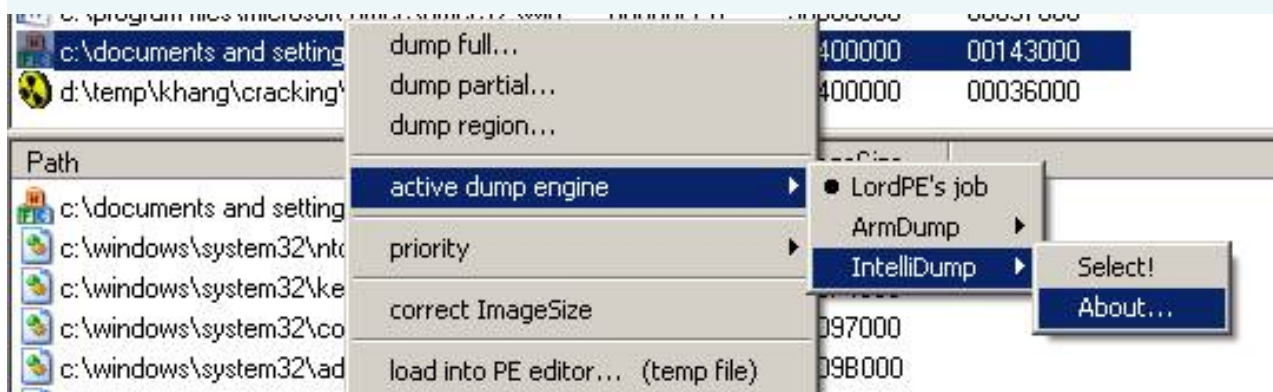 c:\documents and setting 400000 00143000
d:\temp\khang\cracking\ 400000 00036000
dump full...
dump partial...
dump region...
Path
active dump engine
LordPE's job
c:\documents and setting
ArmDump
c:\windows\system32\nto
priority
IntelliDump
Select!
c:\windows\system32\ke
About...
correct ImageSize
c:\windows\system32\co 097000
c:\windows\system32\ad
load into PE editor... (temp file)
09B000